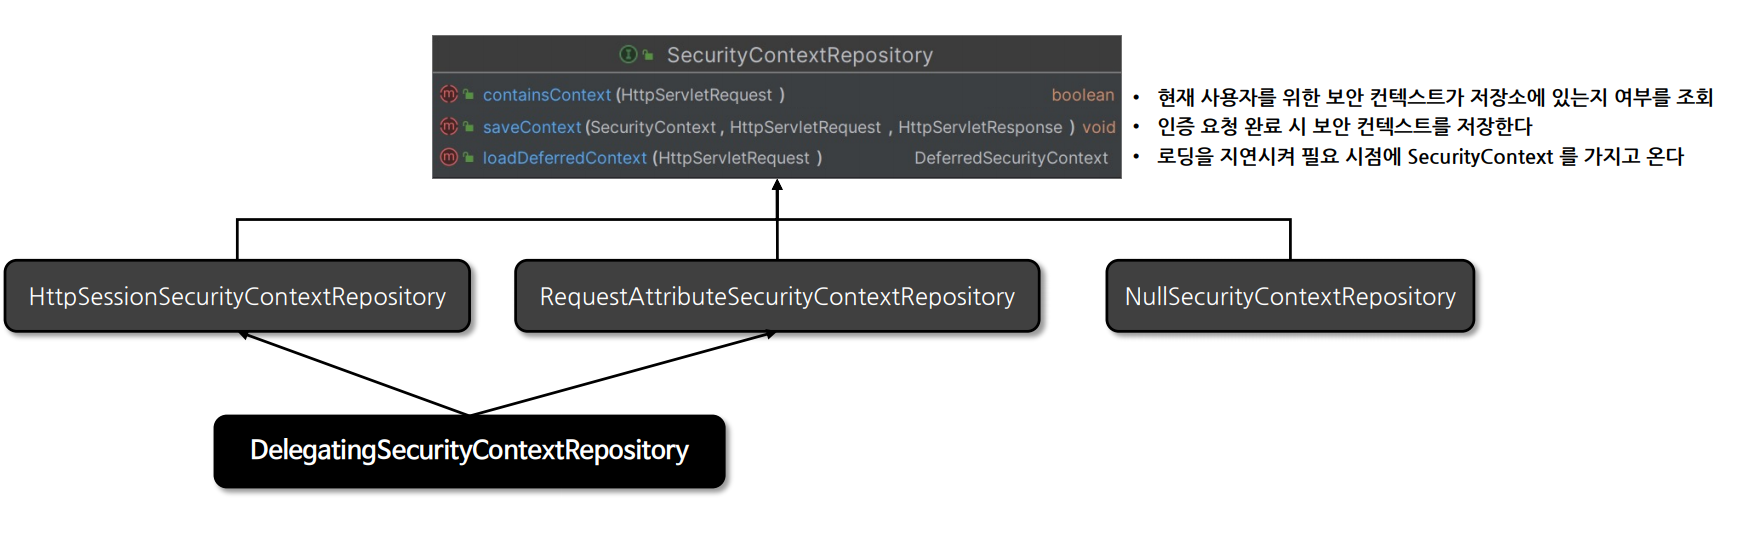 SecurityContextRepository
containsContext(HttpServletRequest ) boolean
saveContext(SecurityContext, HttpServletRequest , HttpServletResponse ) void
loadDeferredContext(HttpServletRequest ) DeferredSecurityContext
• 현재 사용자를 위한 보안 컨텍스트가 저장소에 있는지 여부를 조회
• 인증 요청 완료 시 보안 컨텍스트를 저장한다
• 로딩을 지연시켜 필요 시점에 SecurityContext 를 가지고 온다
HttpSessionSecurityContextRepository
RequestAttributeSecurityContextRepository
NullSecurityContextRepository
DelegatingSecurityContextRepository